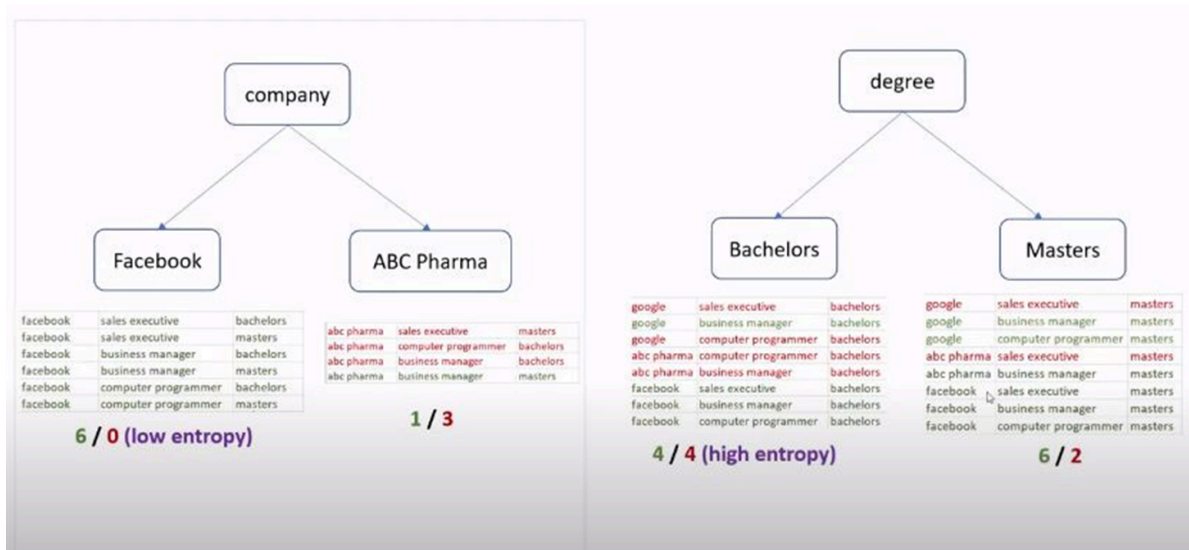 company
Facebook
ABC Pharma
facebook sales executive bachelors
facebook sales executive masters
facebook business manager bachelors
facebook business manager masters
facebook computer programmer bachelors
facebook computer programmer masters
6 / 0 (low entropy)
abc pharma sales executive masters
abc pharma computer programmer bachelors
abc pharma business manager bachelors
abc pharma business manager masters
1 / 3
degree
Bachelors
Masters
google sales executive bachelors
google business manager bachelors
google computer programmer bachelors
abc pharma computer programmer bachelors
abc pharma business manager bachelors
facebook sales executive bachelors
facebook business manager bachelors
facebook computer programmer bachelors
4 / 4 (high entropy)
google sales executive masters
google business manager masters
google computer programmer masters
abc pharma sales executive masters
abc pharma business manager masters
facebook sales executive masters
facebook business manager masters
facebook computer programmer masters
6 / 2